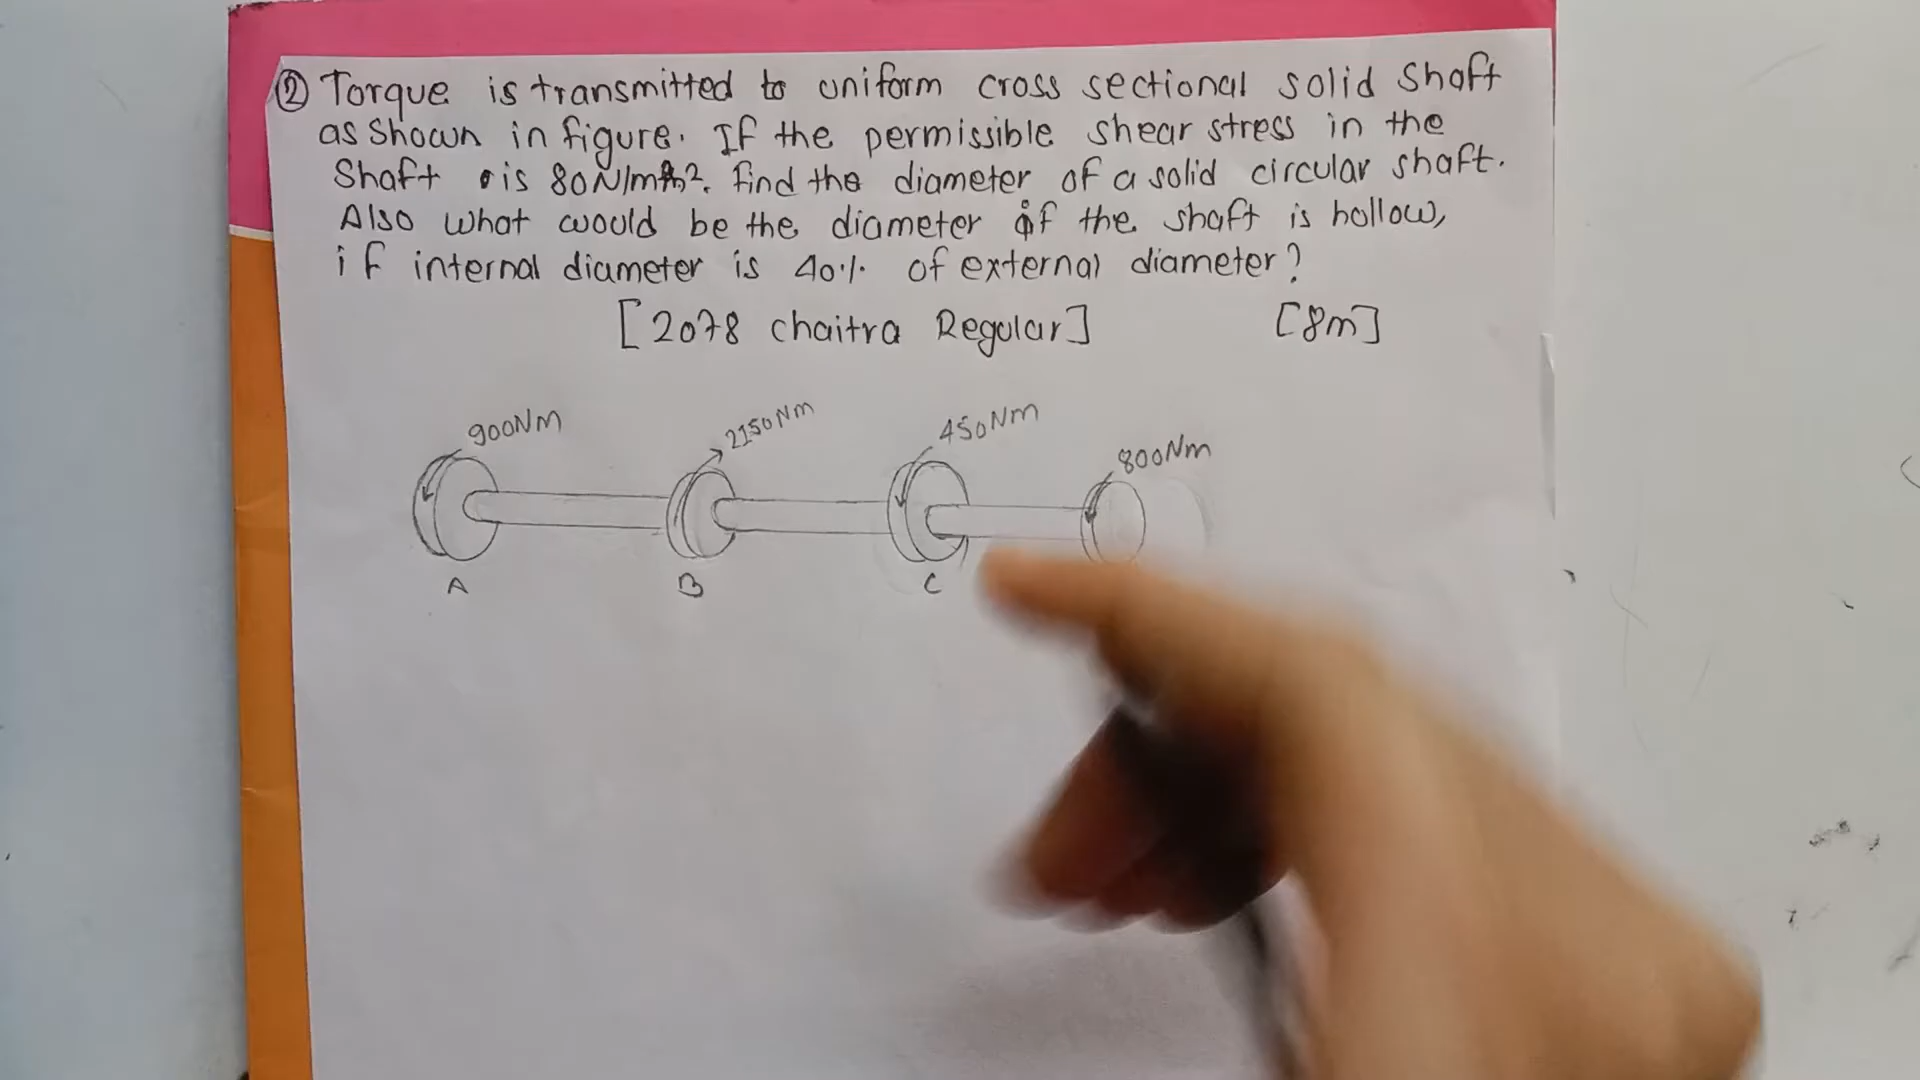 ② Torque is transmitted to uniform cross sectional solid Shaft
as Shown in figure. If the permissible shear stress in the
Shaft is 80N/mm². find the diameter of a solid circular shaft.
Also what would be the diameter if the shaft is hollow,
if internal diameter is 40% of external diameter?
[2078 chaitra Regular] [8m]
900NM 2150Nm 450Nm 800Nm
A B C